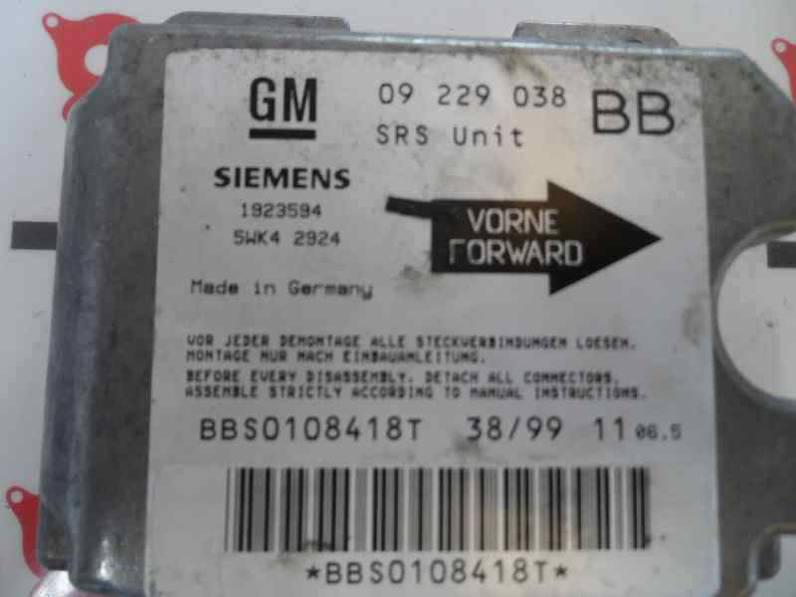 GM 09 229 038 BB
SRS Unit
SIEMENS
1923594
5WK4 2924
VORNE
FORWARD
Made in Germany
VOR JEDER DEMONTAGE ALLE STECKVERBINDUNGEN LOESEN.
MONTAGE NUR NACH EINBAUANLEITUNG.
BEFORE EVERY DISASSEMBLY. DETACH ALL CONNECTORS.
ASSEMBLE STRICTLY ACCORDING TO MANUAL INSTRUCTIONS.
BBS0108418T 38/99 11 06.5
*BBS0108418T*